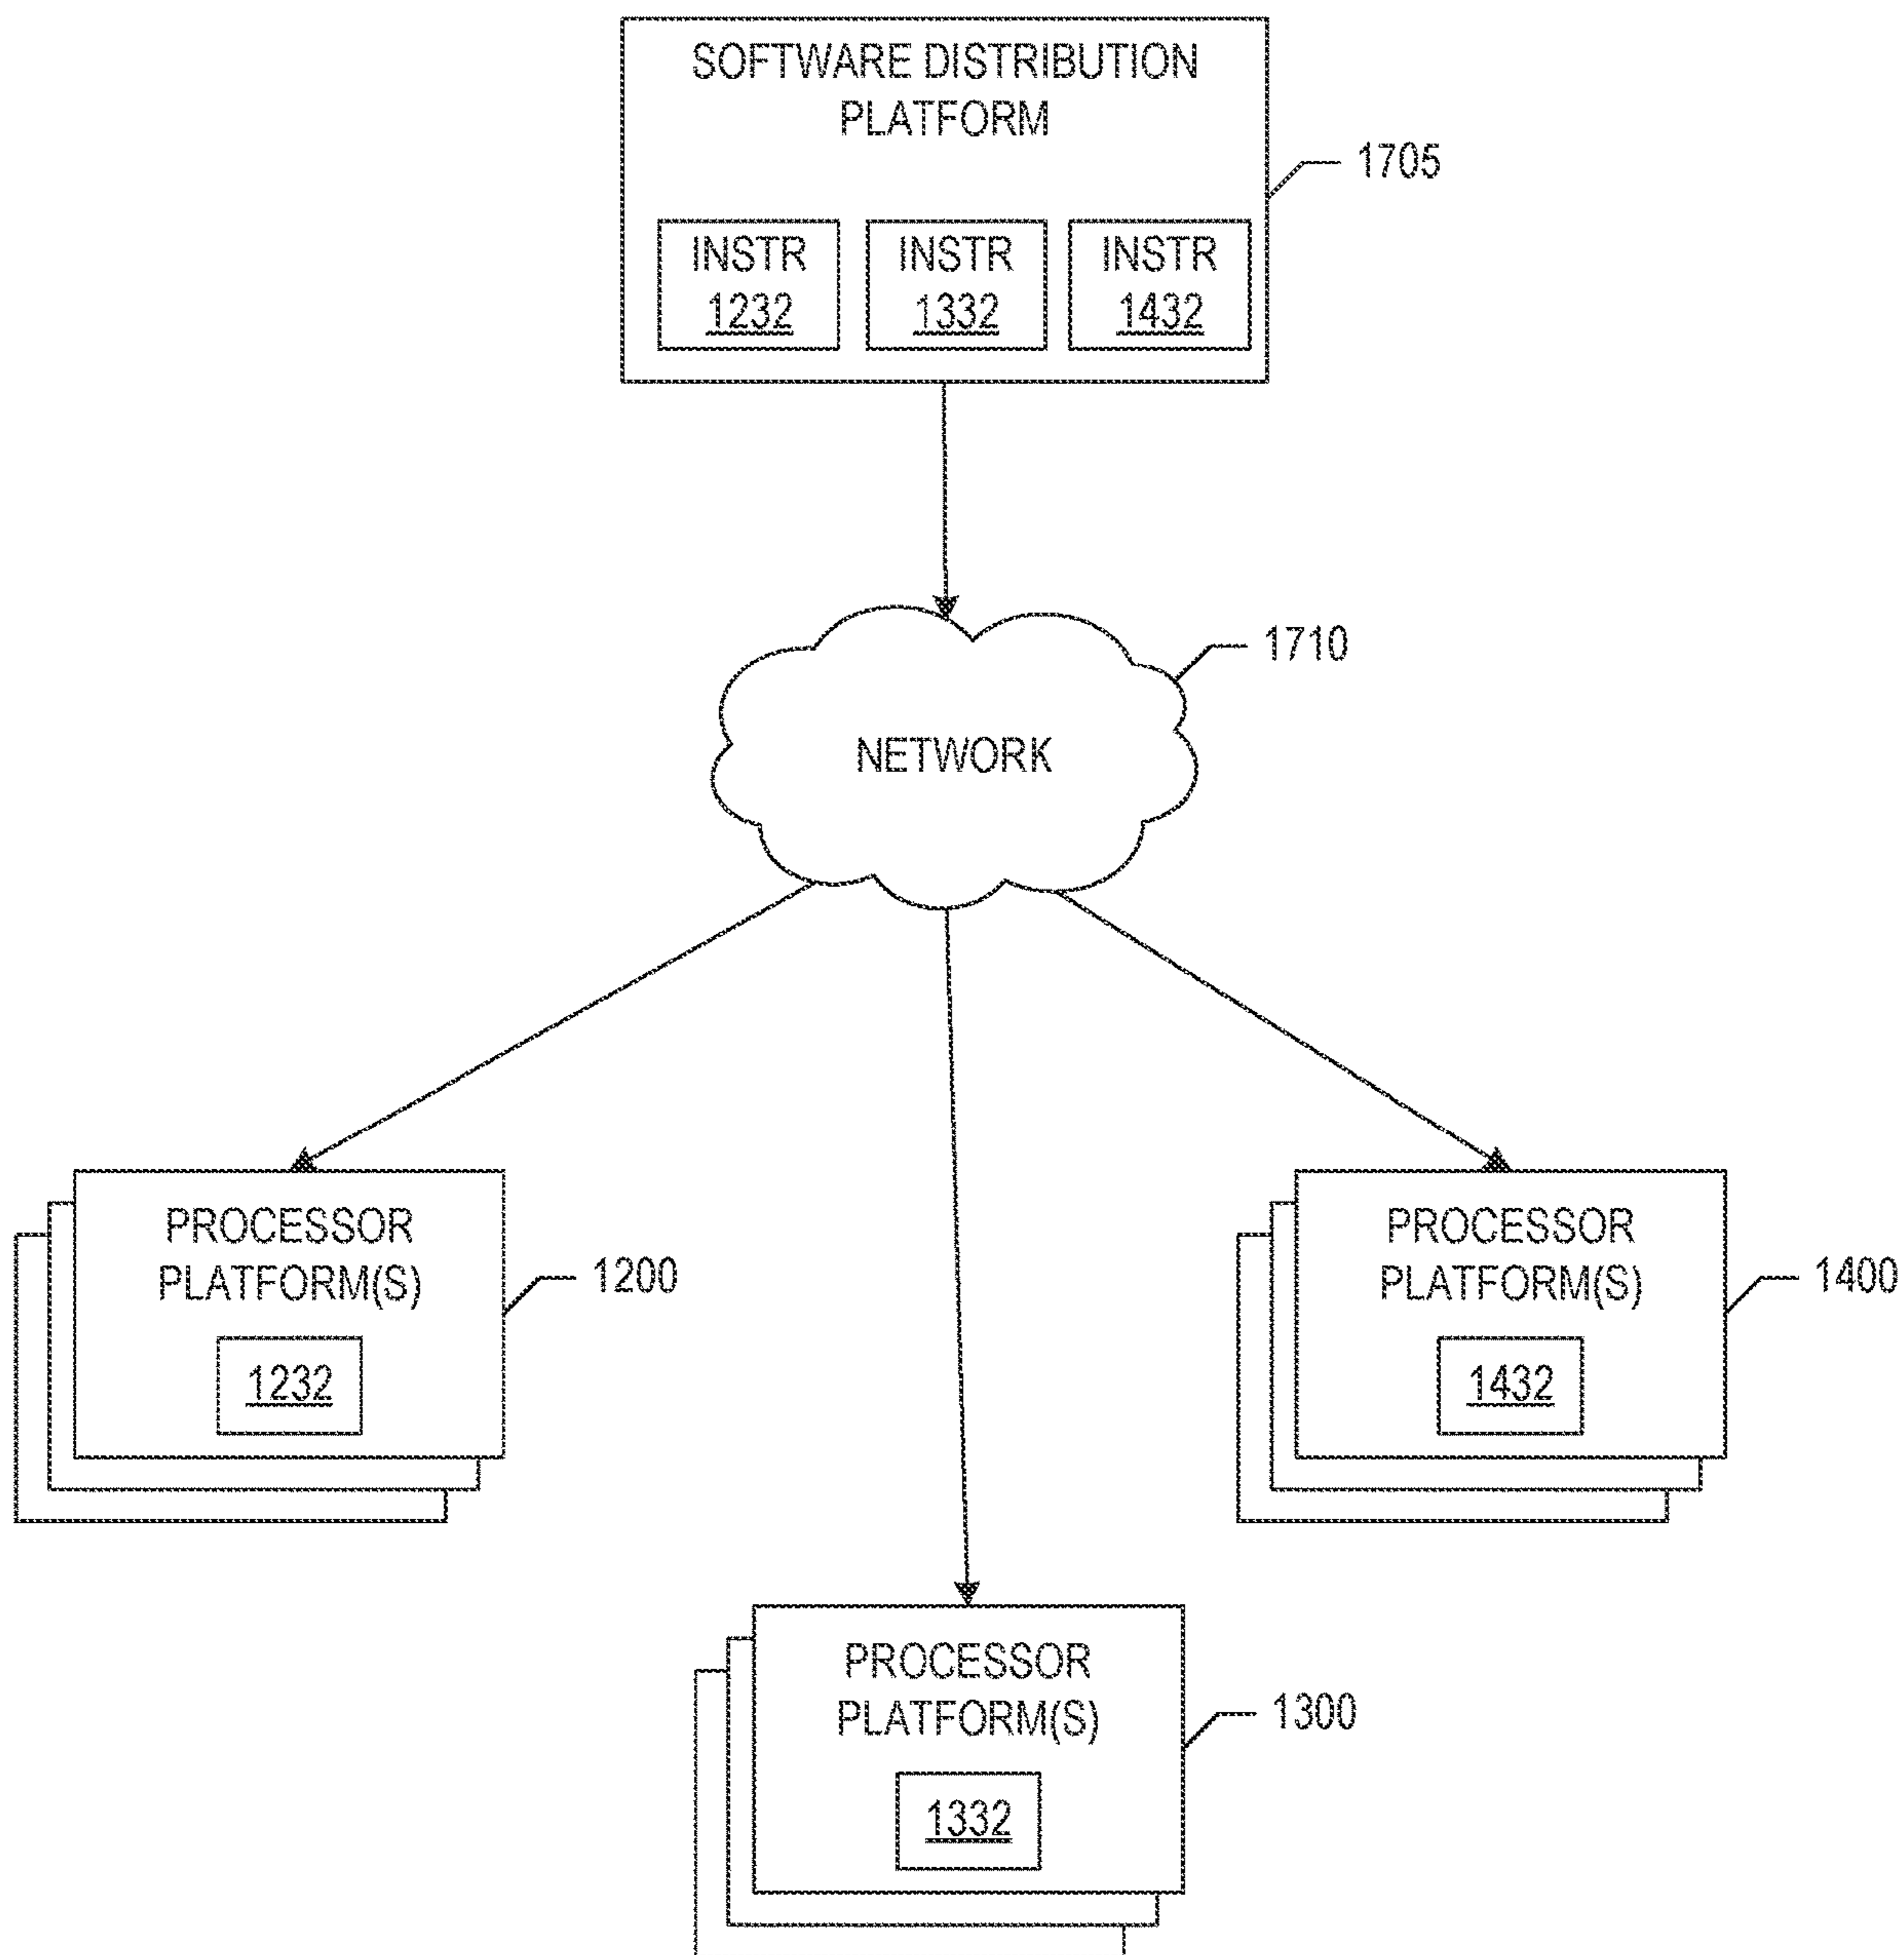 SOFTWARE DISTRIBUTION
PLATFORM
1705
INSTR
1232
INSTR
1332
INSTR
1432
1710
NETWORK
PROCESSOR
PLATFORM(S)
1200
1232
PROCESSOR
PLATFORM(S)
1400
1432
PROCESSOR
PLATFORM(S)
1300
1332